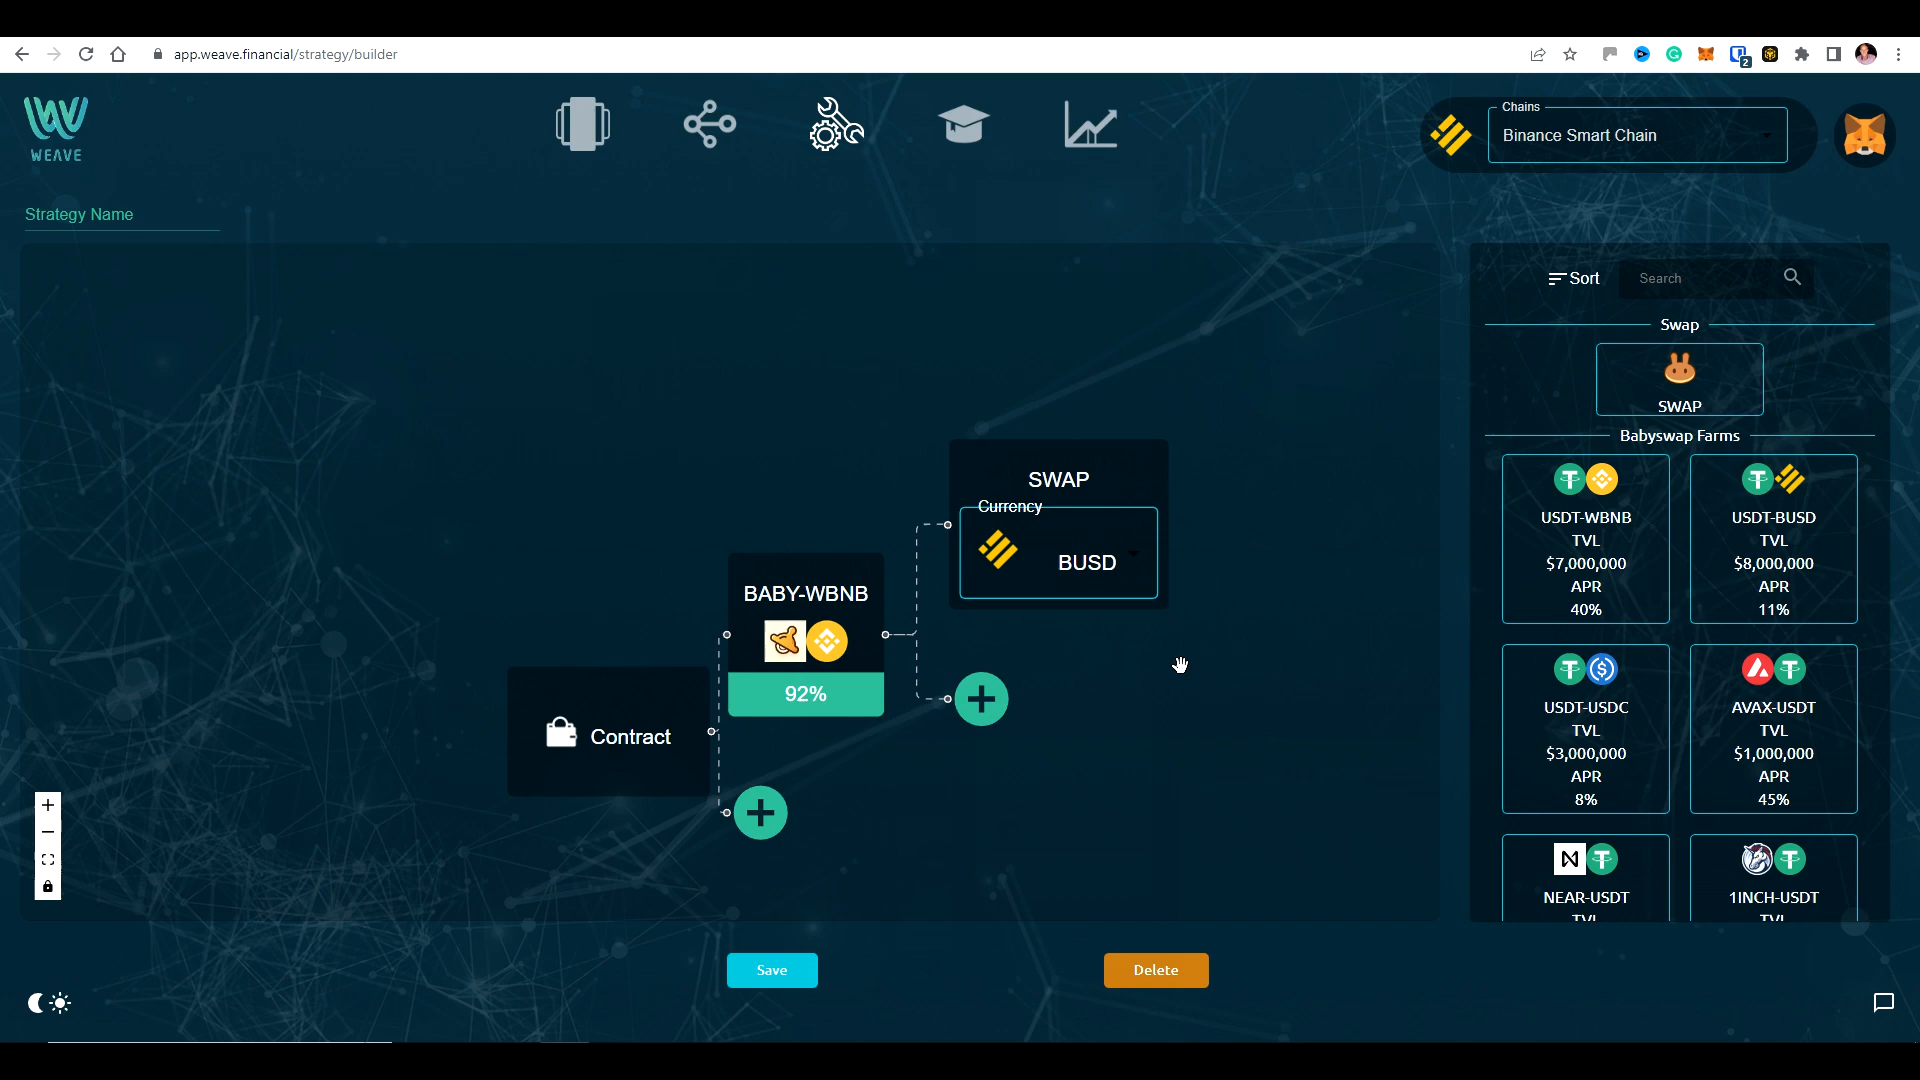 app.weave.financial/strategy/builder
2
WEAVE
Chains
Binance Smart Chain
Strategy Name
Sort
Search
Swap
SWAP
Babyswap Farms
USDT-WBNB
TVL
$7,000,000
APR
40%
USDT-BUSD
TVL
$8,000,000
APR
11%
USDT-USDC
TVL
$3,000,000
APR
8%
AVAX-USDT
TVL
$1,000,000
APR
45%
NEAR-USDT
TVL
1INCH-USDT
TVL
SWAP
Currency
BUSD
BABY-WBNB
92%
Contract
Save
Delete